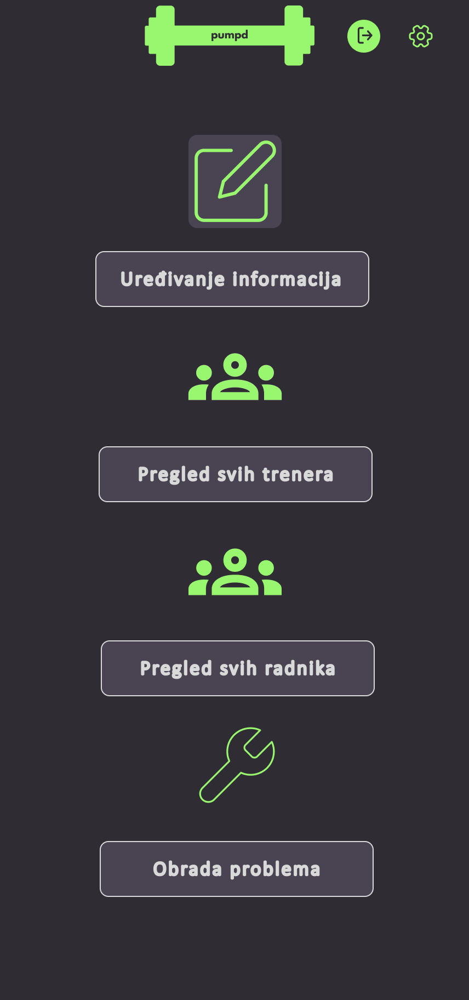 pumpd
Uređivanje informacija
Pregled svih trenera
Pregled svih radnika
Obrada problema